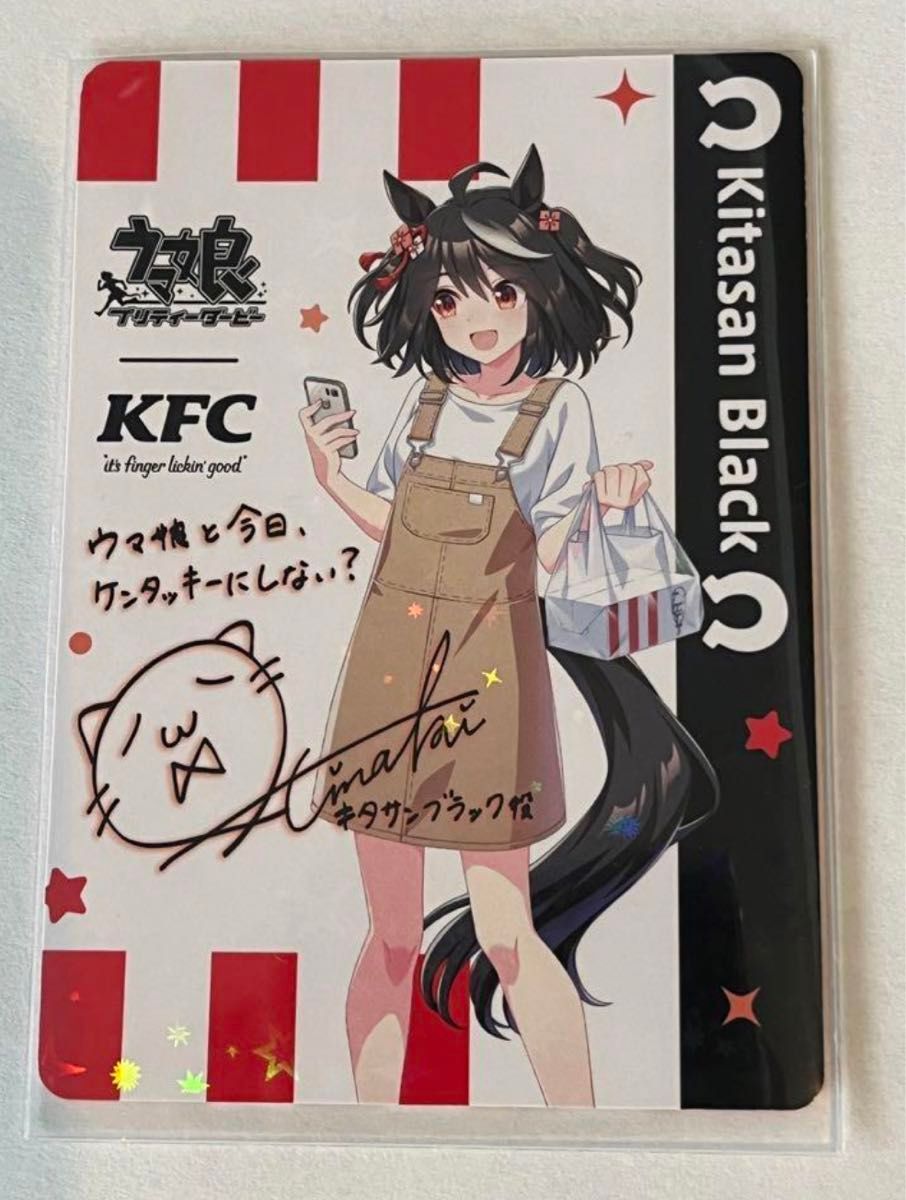 ウマ娘
プリティーダービー
KFC
"it's finger lickin' good"
ウマ娘と今日、
ケンタッキーにしない?
Hinaki
キタサンブラック役
Kitasan Black